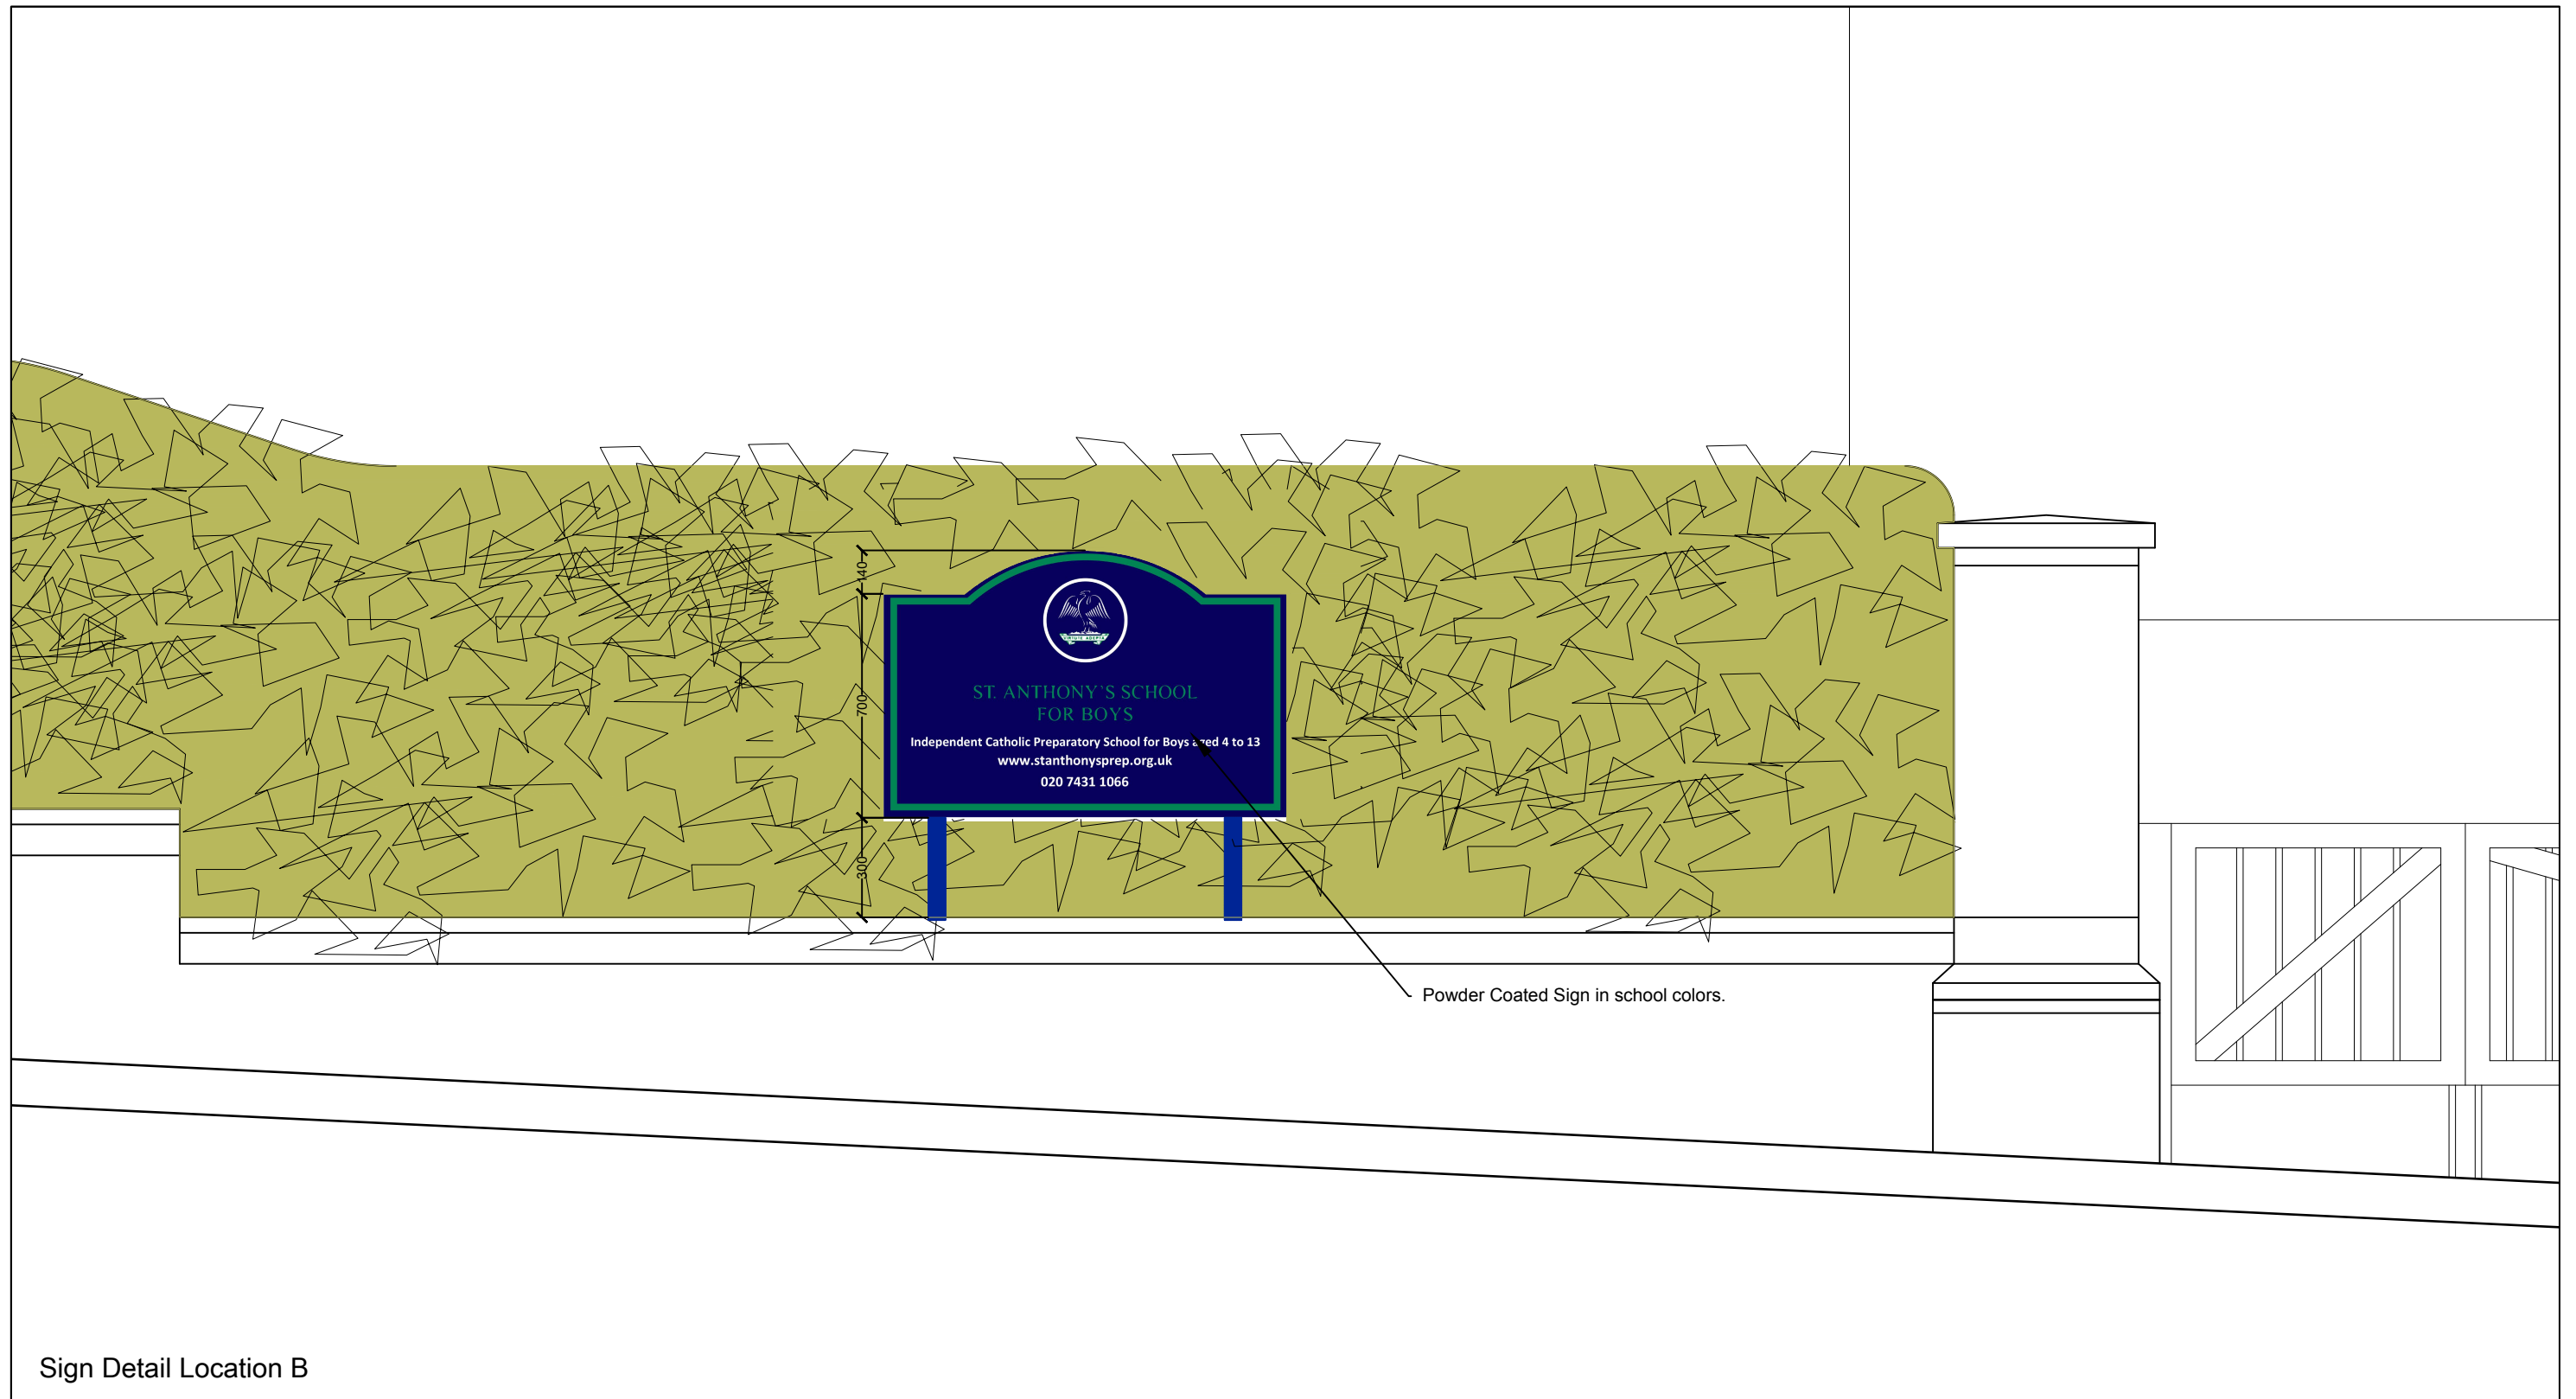 140
700
300
ST. ANTHONY'S SCHOOL
FOR BOYS
Independent Catholic Preparatory School for Boys aged 4 to 13
www.stanthonysprep.org.uk
020 7431 1066
Powder Coated Sign in school colors.
Sign Detail Location B